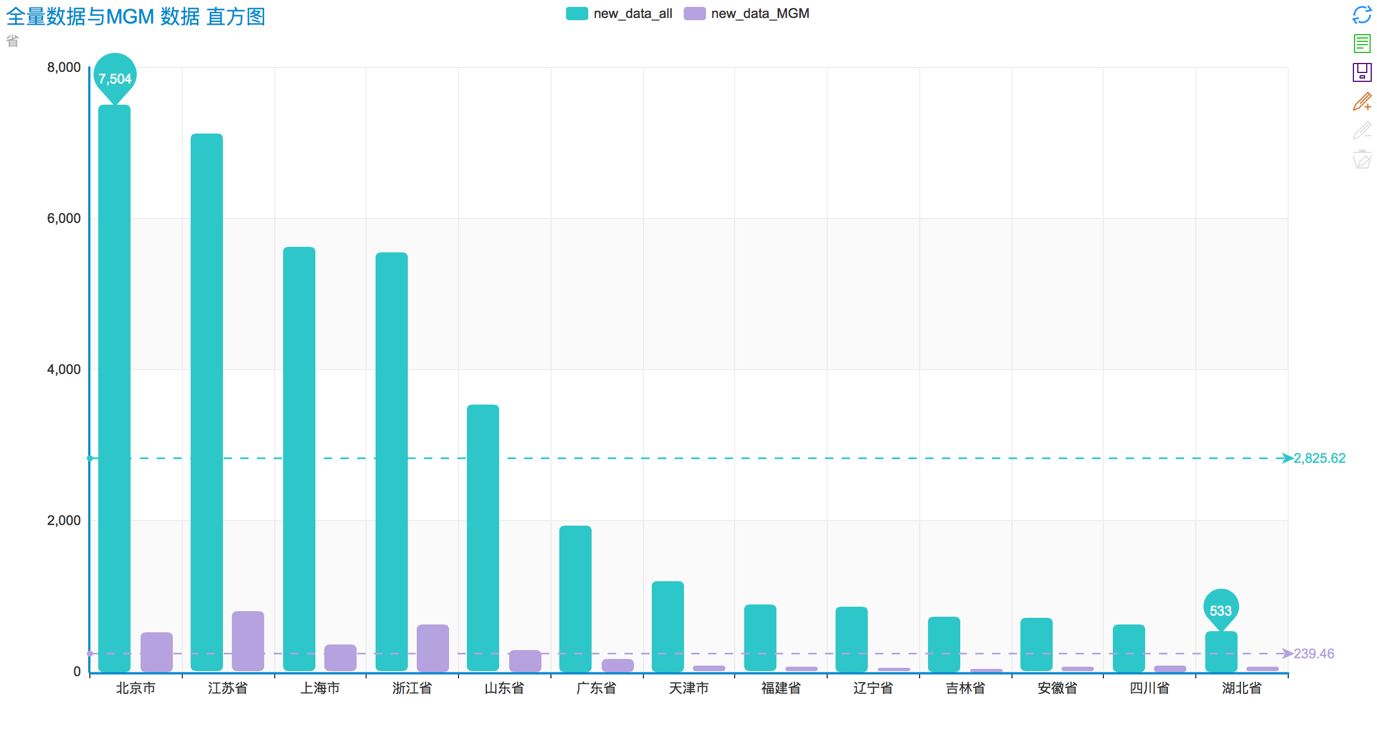 全量数据与MGM 数据 直方图
省
new_data_all
new_data_MGM
8,000
6,000
4,000
2,000
0
7,504
533
2,825.62
239.46
北京市
江苏省
上海市
浙江省
山东省
广东省
天津市
福建省
辽宁省
吉林省
安徽省
四川省
湖北省